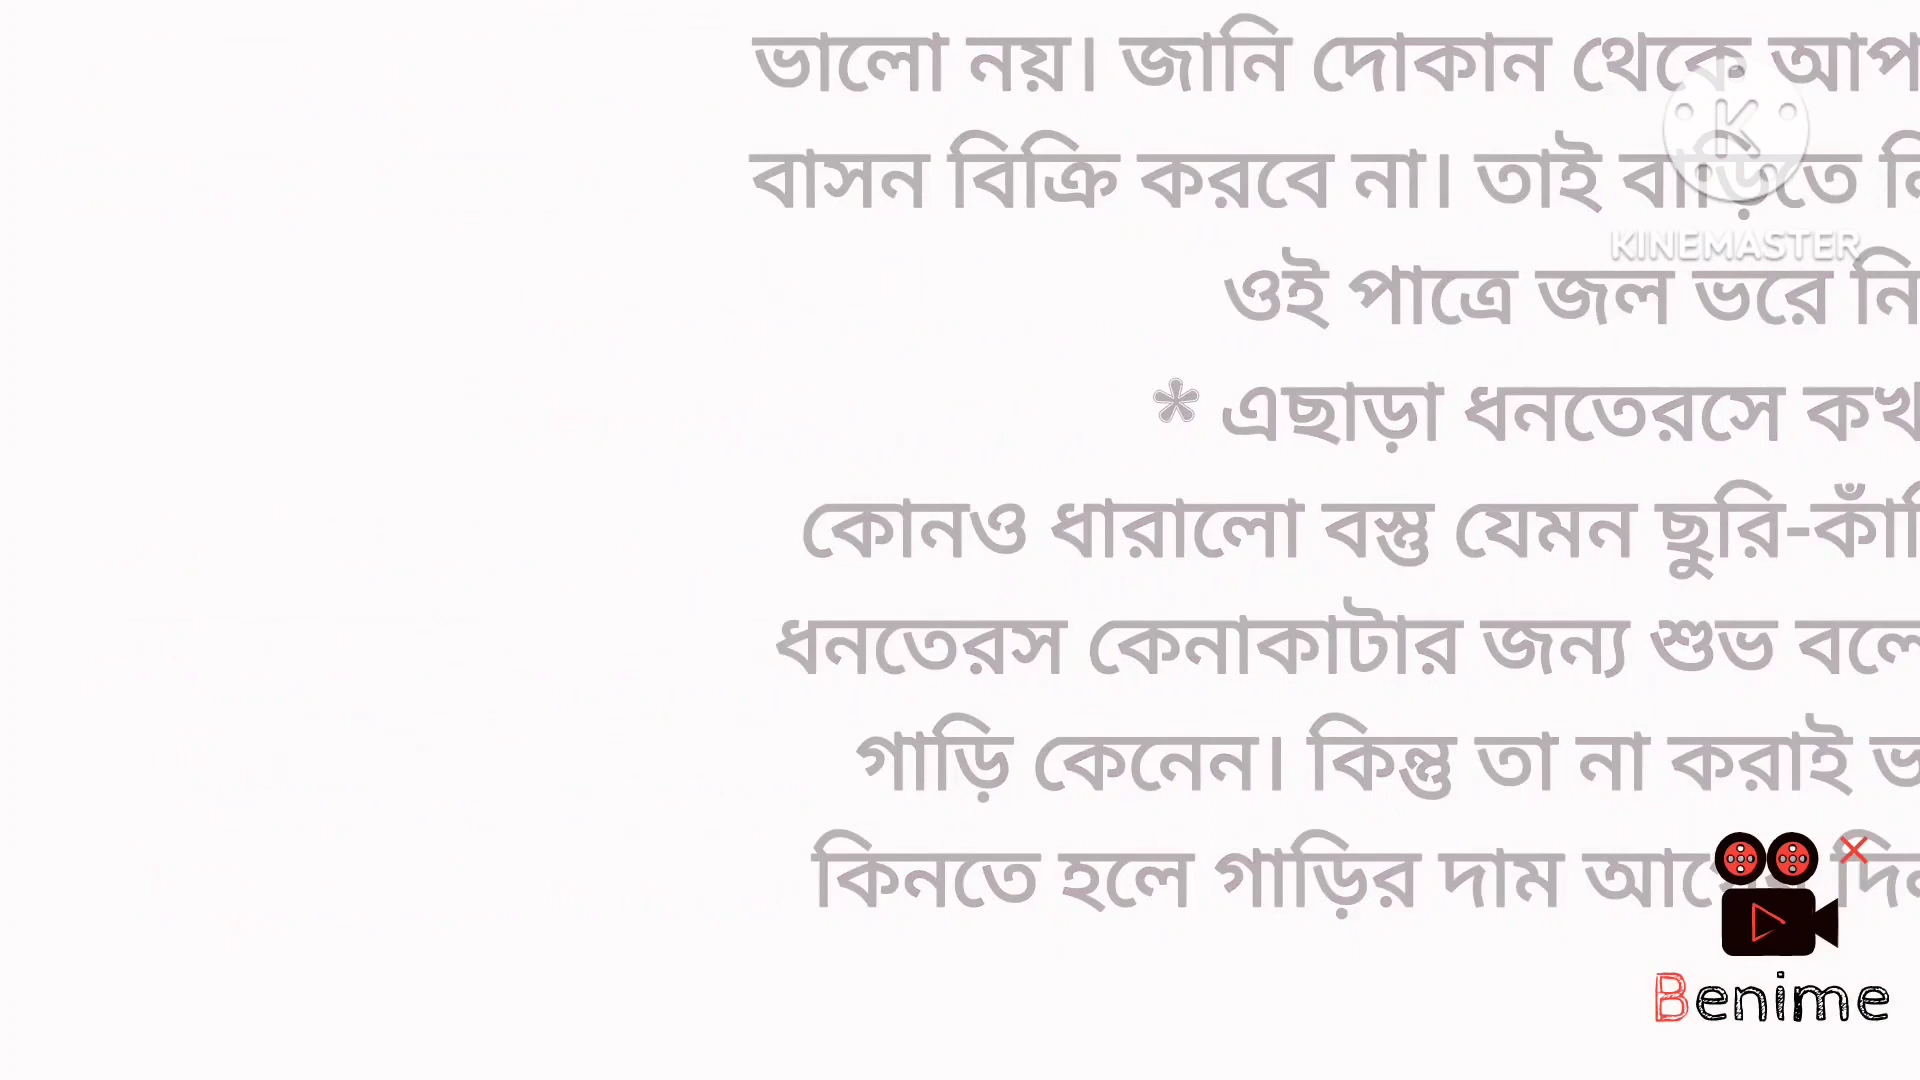 ভালো নয়। জানি দোকান থেকে আপ
বাসন বিক্রি করবে না। তাই বাড়িতে নি
KINEMASTER
ওই পাত্রে জল ভরে নি
* এছাড়া ধনতেরসে কখ
কোনও ধারালো বস্তু যেমন ছুরি-কাঁচি
ধনতেরস কেনাকাটার জন্য শুভ বলে
গাড়ি কেনেন। কিন্তু তা না করাই ভ
কিনতে হলে গাড়ির দাম আগের দিন
Benime